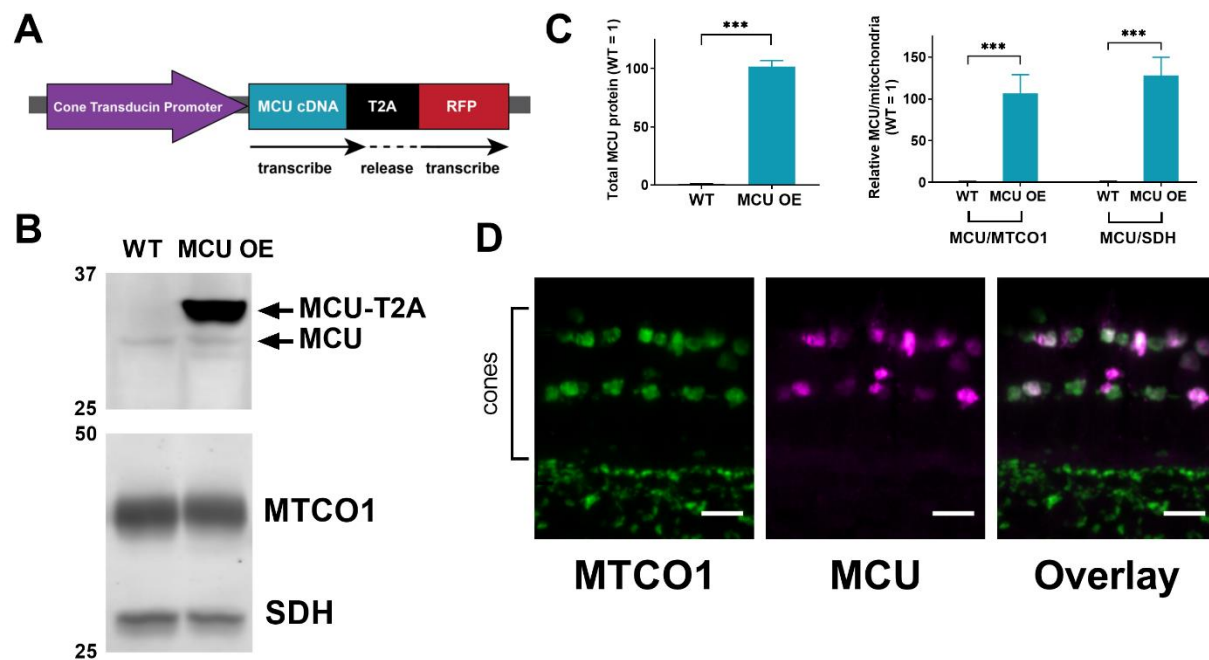 A
Cone Transducin Promoter
MCU cDNA
T2A
RFP
transcribe
release
transcribe
B
WT MCU OE
37
MCU-T2A
MCU
25
50
MTCO1
SDH
25
C
Total MCU protein (WT = 1)
100
50
0
***
WT
MCU OE
Relative MCU/mitochondria
(WT = 1)
150
100
50
0
***
***
WT MCU OE
WT MCU OE
MCU/MTCO1
MCU/SDH
D
cones
MTCO1
MCU
Overlay